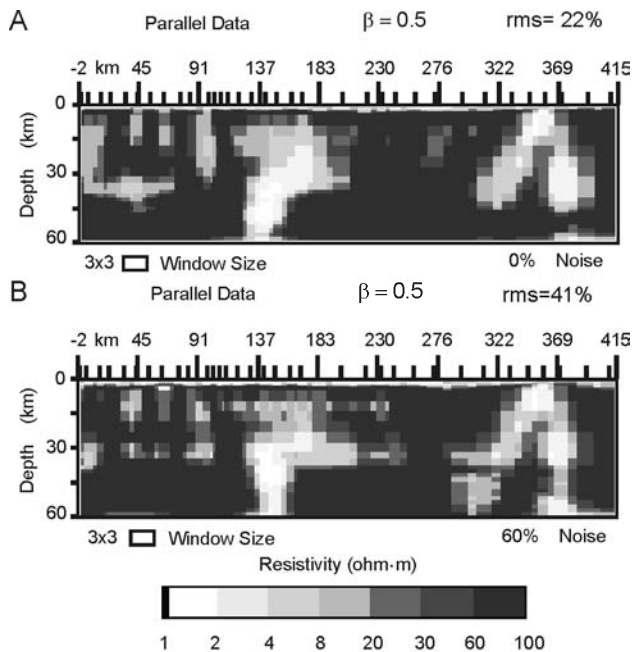 A
Parallel Data β = 0.5 rms= 22%
-2 km 45 91 137 183 230 276 322 369 415
0
30
60
Depth (km)
3x3 Window Size 0% Noise
B
Parallel Data β = 0.5 rms=41%
-2 km 45 91 137 183 230 276 322 369 415
0
30
60
Depth (km)
3x3 Window Size 60% Noise
Resistivity (ohm·m)
1 2 4 8 20 30 60 100